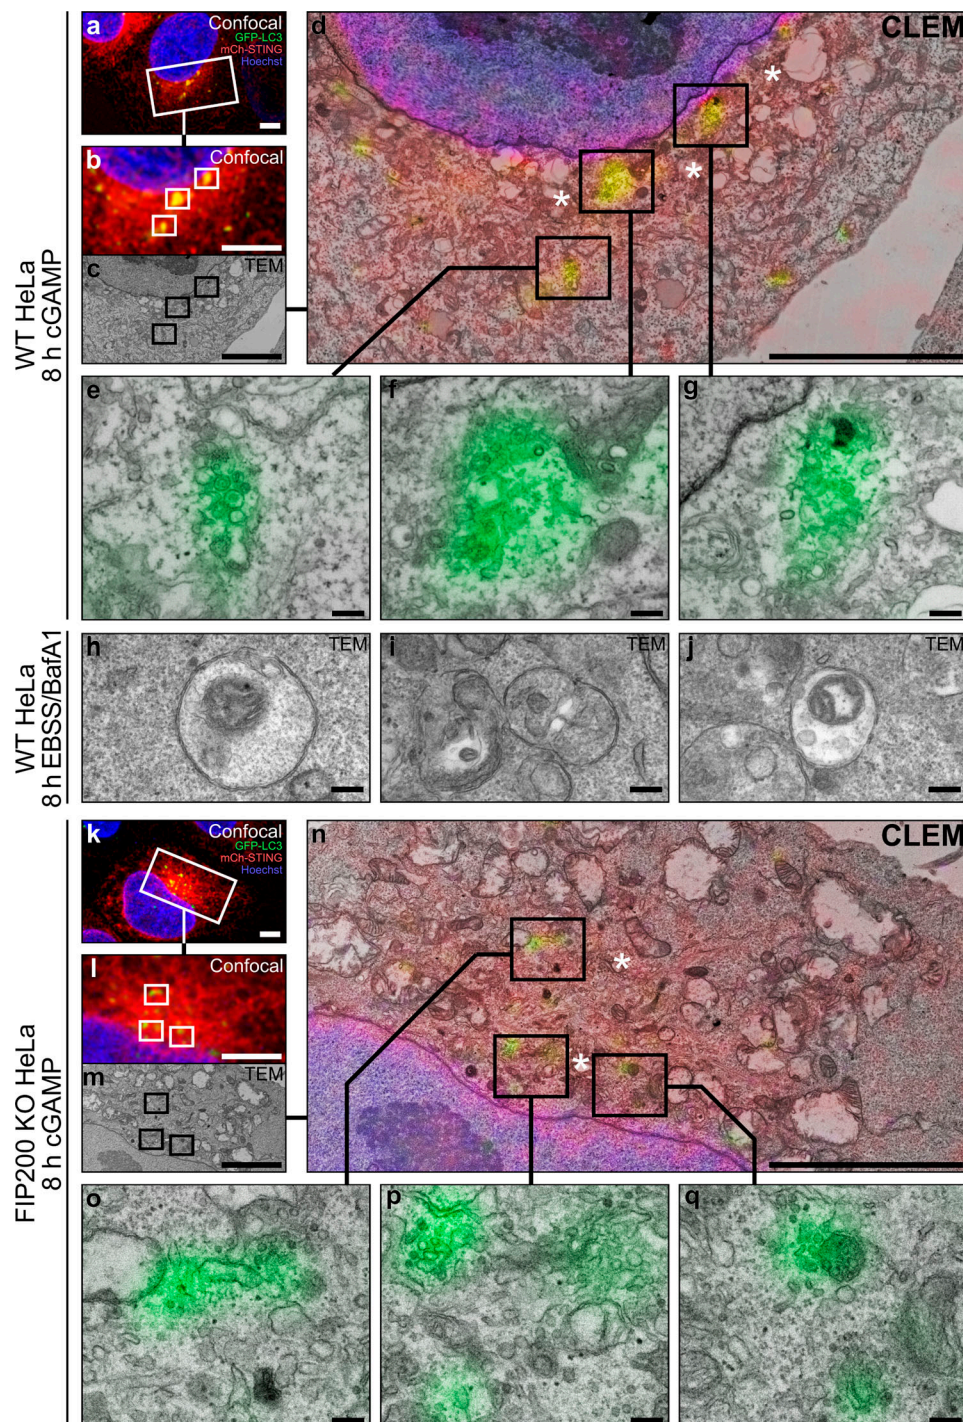 WT HeLa
8 h cGAMP
a
Confocal
GFP-LC3
mCh-STING
Hoechst
b
Confocal
c
TEM
d
CLEM
*
*
*
e
f
g
WT HeLa
8 h EBSS/BafA1
h
TEM
i
TEM
j
TEM
FIP200 KO HeLa
8 h cGAMP
k
Confocal
GFP-LC3
mCh-STING
Hoechst
l
Confocal
m
TEM
n
CLEM
*
*
o
p
q